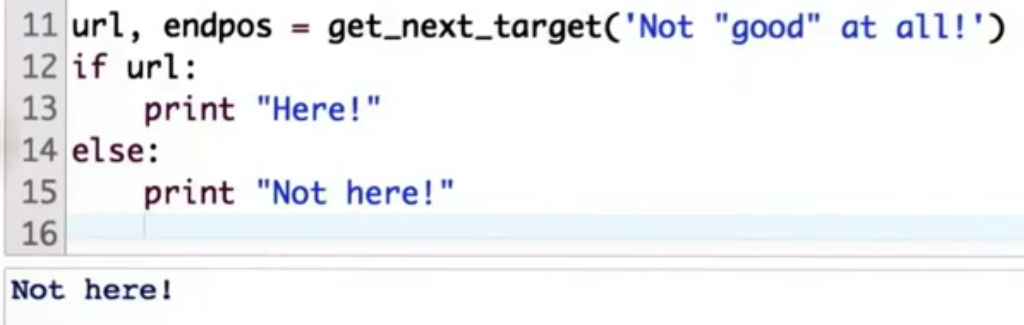 11 url, endpos = get_next_target('Not "good" at all!')
12 if url:
13     print "Here!"
14 else:
15     print "Not here!"
16
Not here!